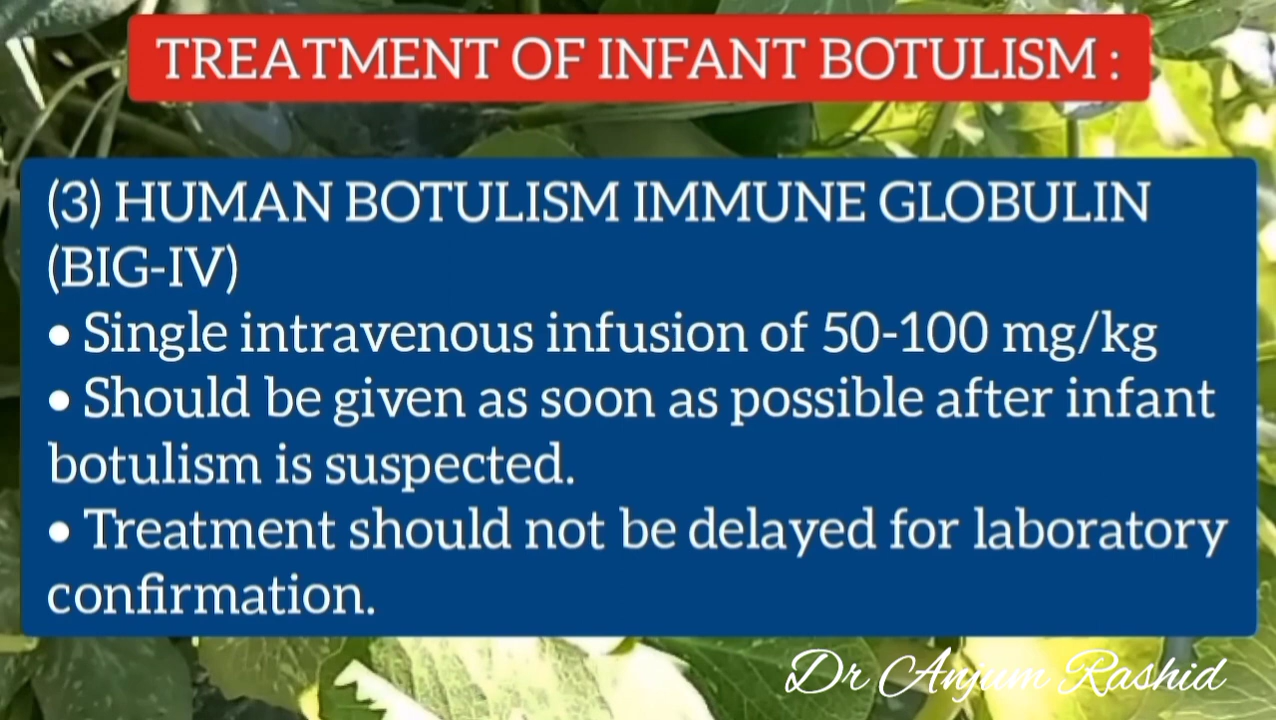 TREATMENT OF INFANT BOTULISM :
(3) HUMAN BOTULISM IMMUNE GLOBULIN
(BIG-IV)
• Single intravenous infusion of 50-100 mg/kg
• Should be given as soon as possible after infant
botulism is suspected.
• Treatment should not be delayed for laboratory
confirmation.
Dr Anjum Rashid